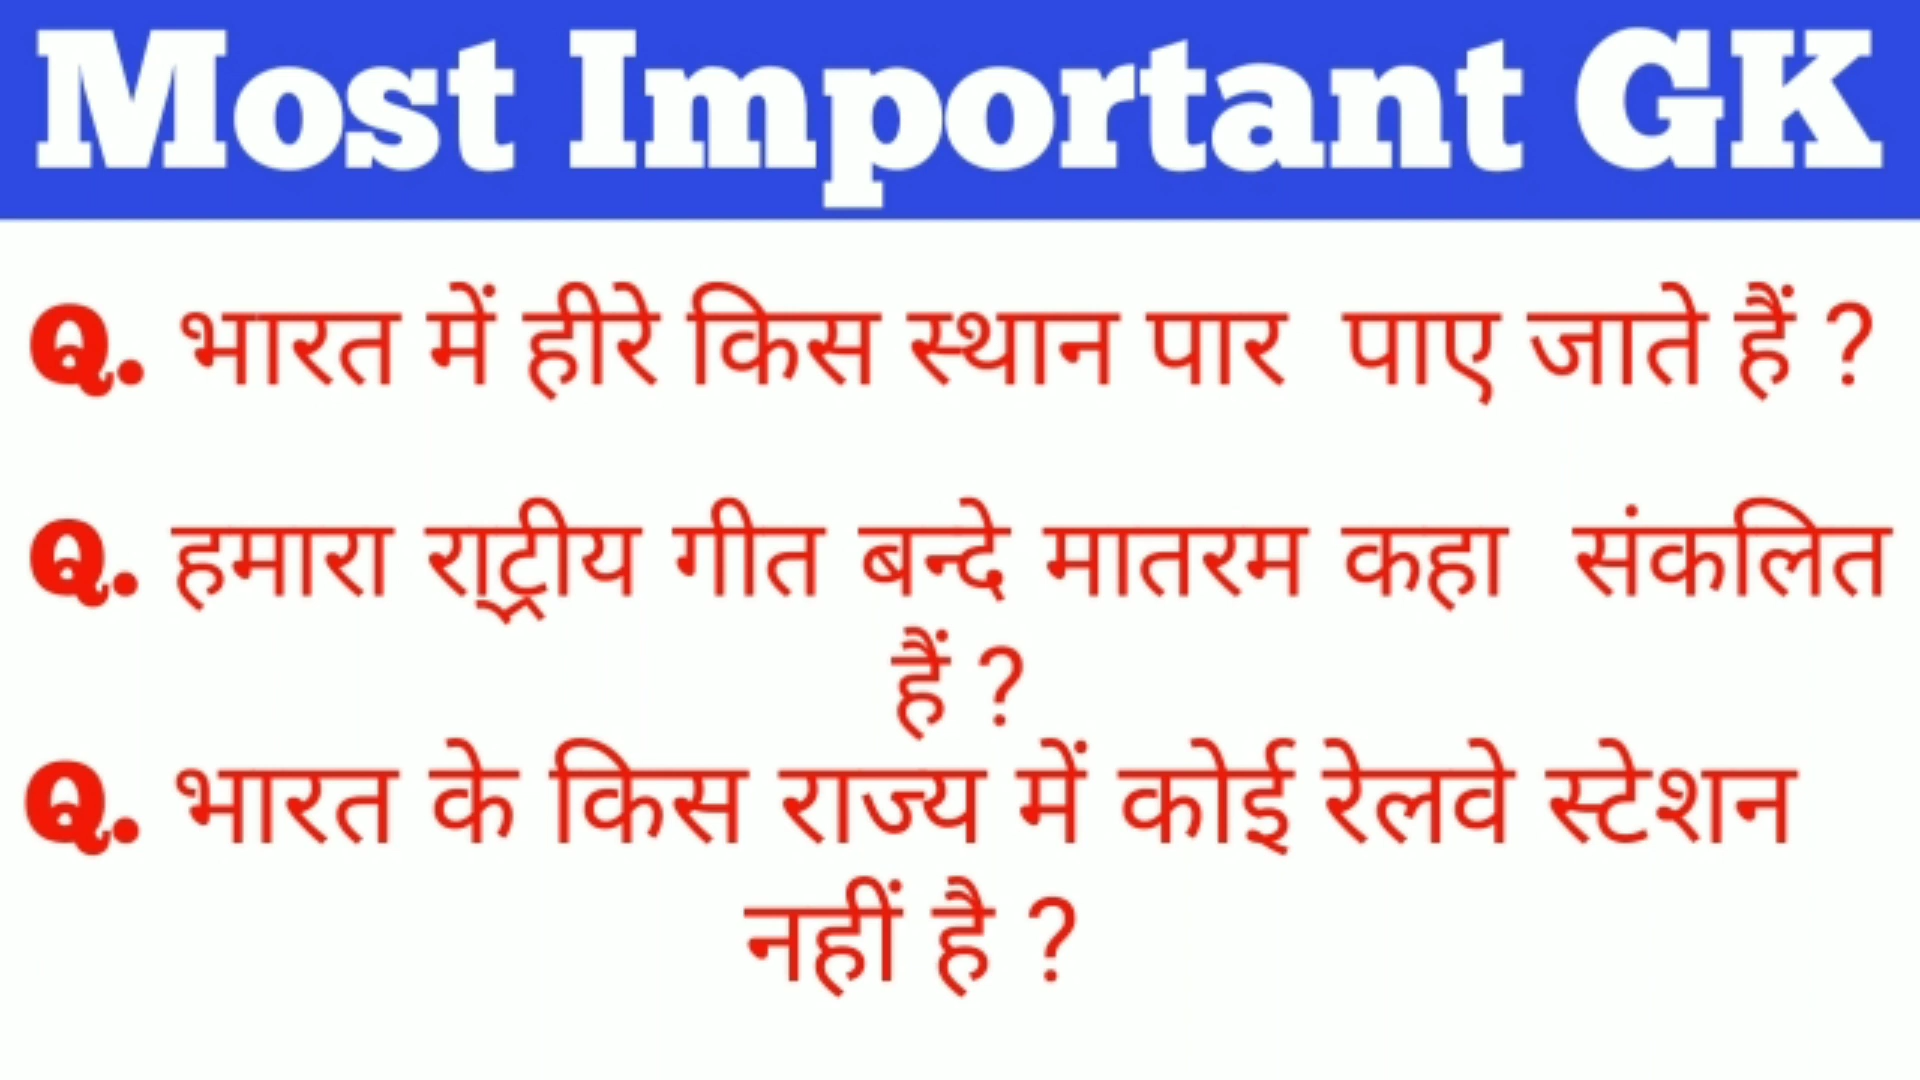 Most Important GK
Q. भारत में हीरे किस स्थान पार पाए जाते हैं ?
Q. हमारा रा्ट्रीय गीत बन्दे मातरम कहा संकलित
हैं ?
Q. भारत के किस राज्य में कोई रेलवे स्टेशन
नहीं है ?